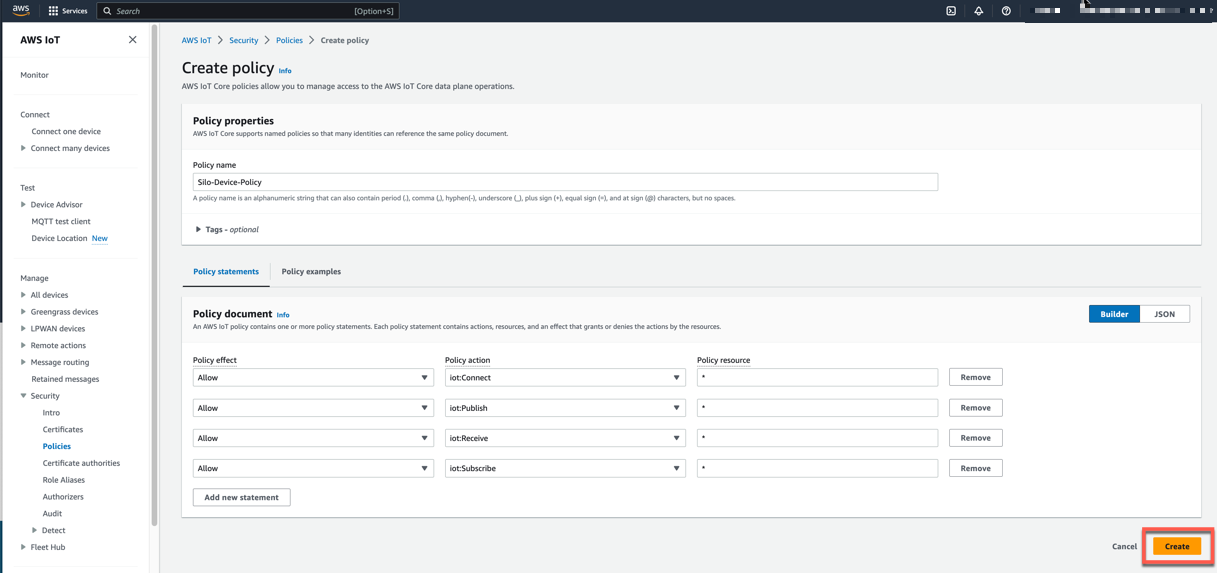 aws
Services
Search [Option+S]
AWS IoT
Monitor
Connect
Connect one device
Connect many devices
Test
Device Advisor
MQTT test client
Device Location New
Manage
All devices
Greengrass devices
LPWAN devices
Remote actions
Message routing
Retained messages
Security
Intro
Certificates
Policies
Certificate authorities
Role Aliases
Authorizers
Audit
Detect
Fleet Hub
AWS IoT > Security > Policies > Create policy
Create policy Info
AWS IoT Core policies allow you to manage access to the AWS IoT Core data plane operations.
Policy properties
AWS IoT Core supports named policies so that many identities can reference the same policy document.
Policy name
Silo-Device-Policy
A policy name is an alphanumeric string that can also contain period (.), comma (,), hyphen(-), underscore (_), plus sign (+), equal sign (=), and at sign (@) characters, but no spaces.
Tags - optional
Policy statements Policy examples
Policy document Info
Builder JSON
An AWS IoT policy contains one or more policy statements. Each policy statement contains actions, resources, and an effect that grants or denies the actions by the resources.
Policy effect Policy action Policy resource
Allow iot:Connect * Remove
Allow iot:Publish * Remove
Allow iot:Receive * Remove
Allow iot:Subscribe * Remove
Add new statement
Cancel Create